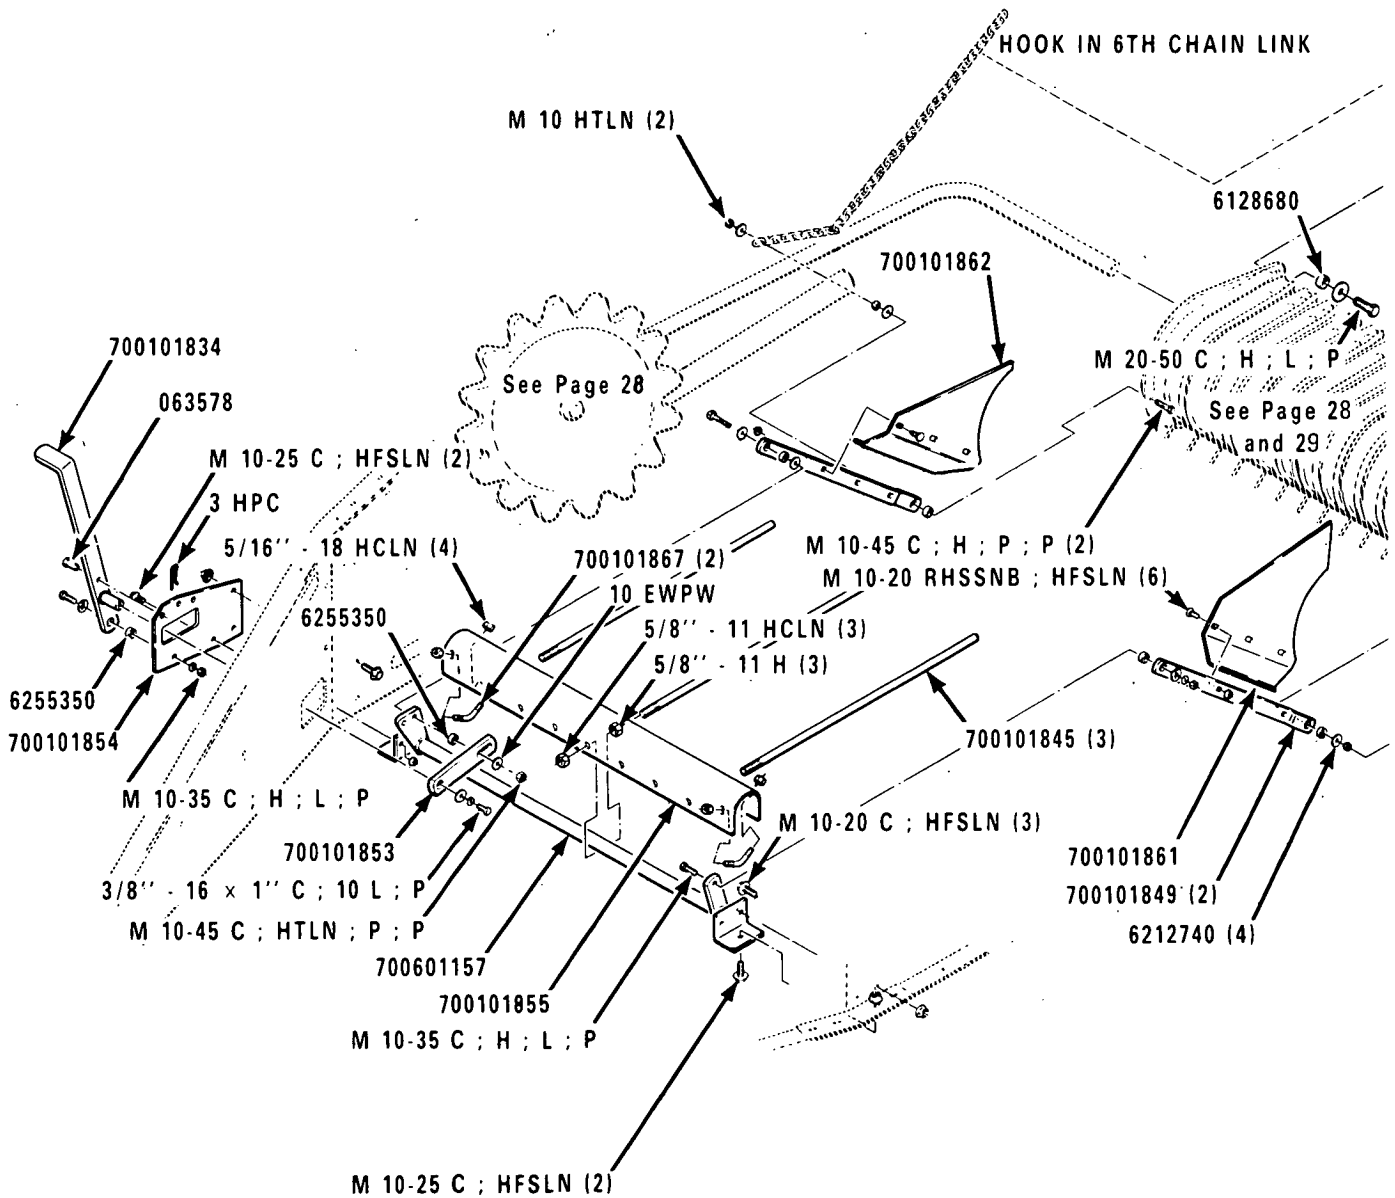 HOOK IN 6TH CHAIN LINK
M 10 HTLN (2)
6128680
700101862
700101834
M 20-50 C ; H ; L ; P
See Page 28
063578
See Page 28
and 29
M 10-25 C ; HFSLN (2)
3 HPC
5/16'' - 18 HCLN (4)
700101867 (2)
M 10-45 C ; H ; P ; P (2)
M 10-20 RHSSNB ; HFSLN (6)
10 EWPW
6255350
5/8'' - 11 HCLN (3)
5/8'' - 11 H (3)
6255350
700101854
700101845 (3)
M 10-35 C ; H ; L ; P
M 10-20 C ; HFSLN (3)
700101853
700101861
3/8'' - 16 x 1'' C ; 10 L ; P
700101849 (2)
M 10-45 C ; HTLN ; P ; P
6212740 (4)
700601157
700101855
M 10-35 C ; H ; L ; P
M 10-25 C ; HFSLN (2)